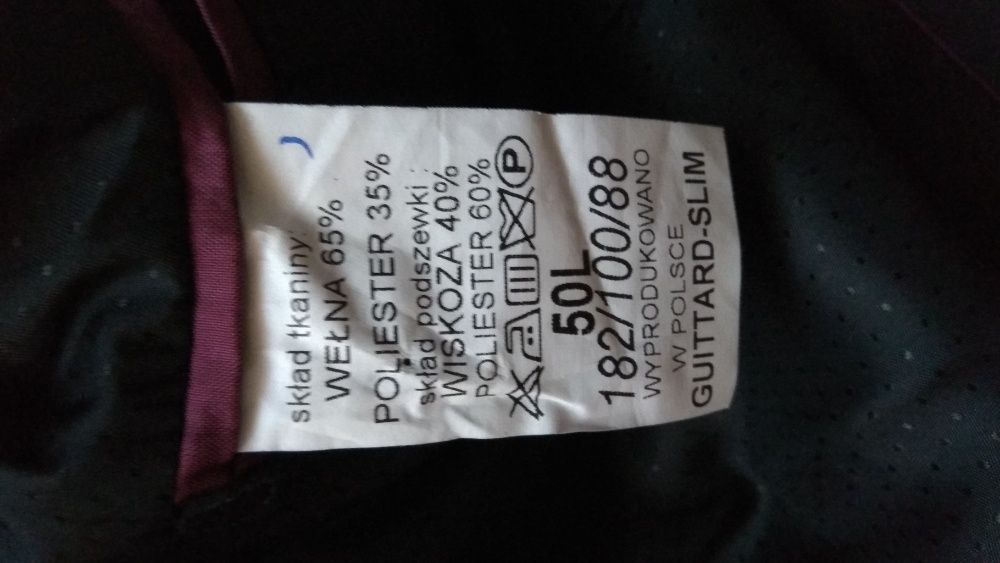 skład tkaniny:
WEŁNA 65%
POLIESTER 35%
skład podszewki :
WISKOZA 40%
POLIESTER 60%
P
50L
182/100/88
WYPRODUKOWANO
W POLSCE
GUITTARD-SLIM